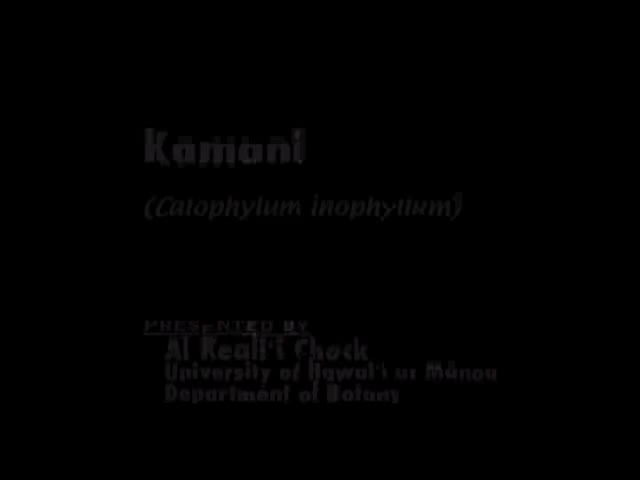 Kamani
(Calophylum inophyllum)
PRESENTED BY
Al Keali'i Chock
University of Hawai'i at Mānoa
Department of Botany